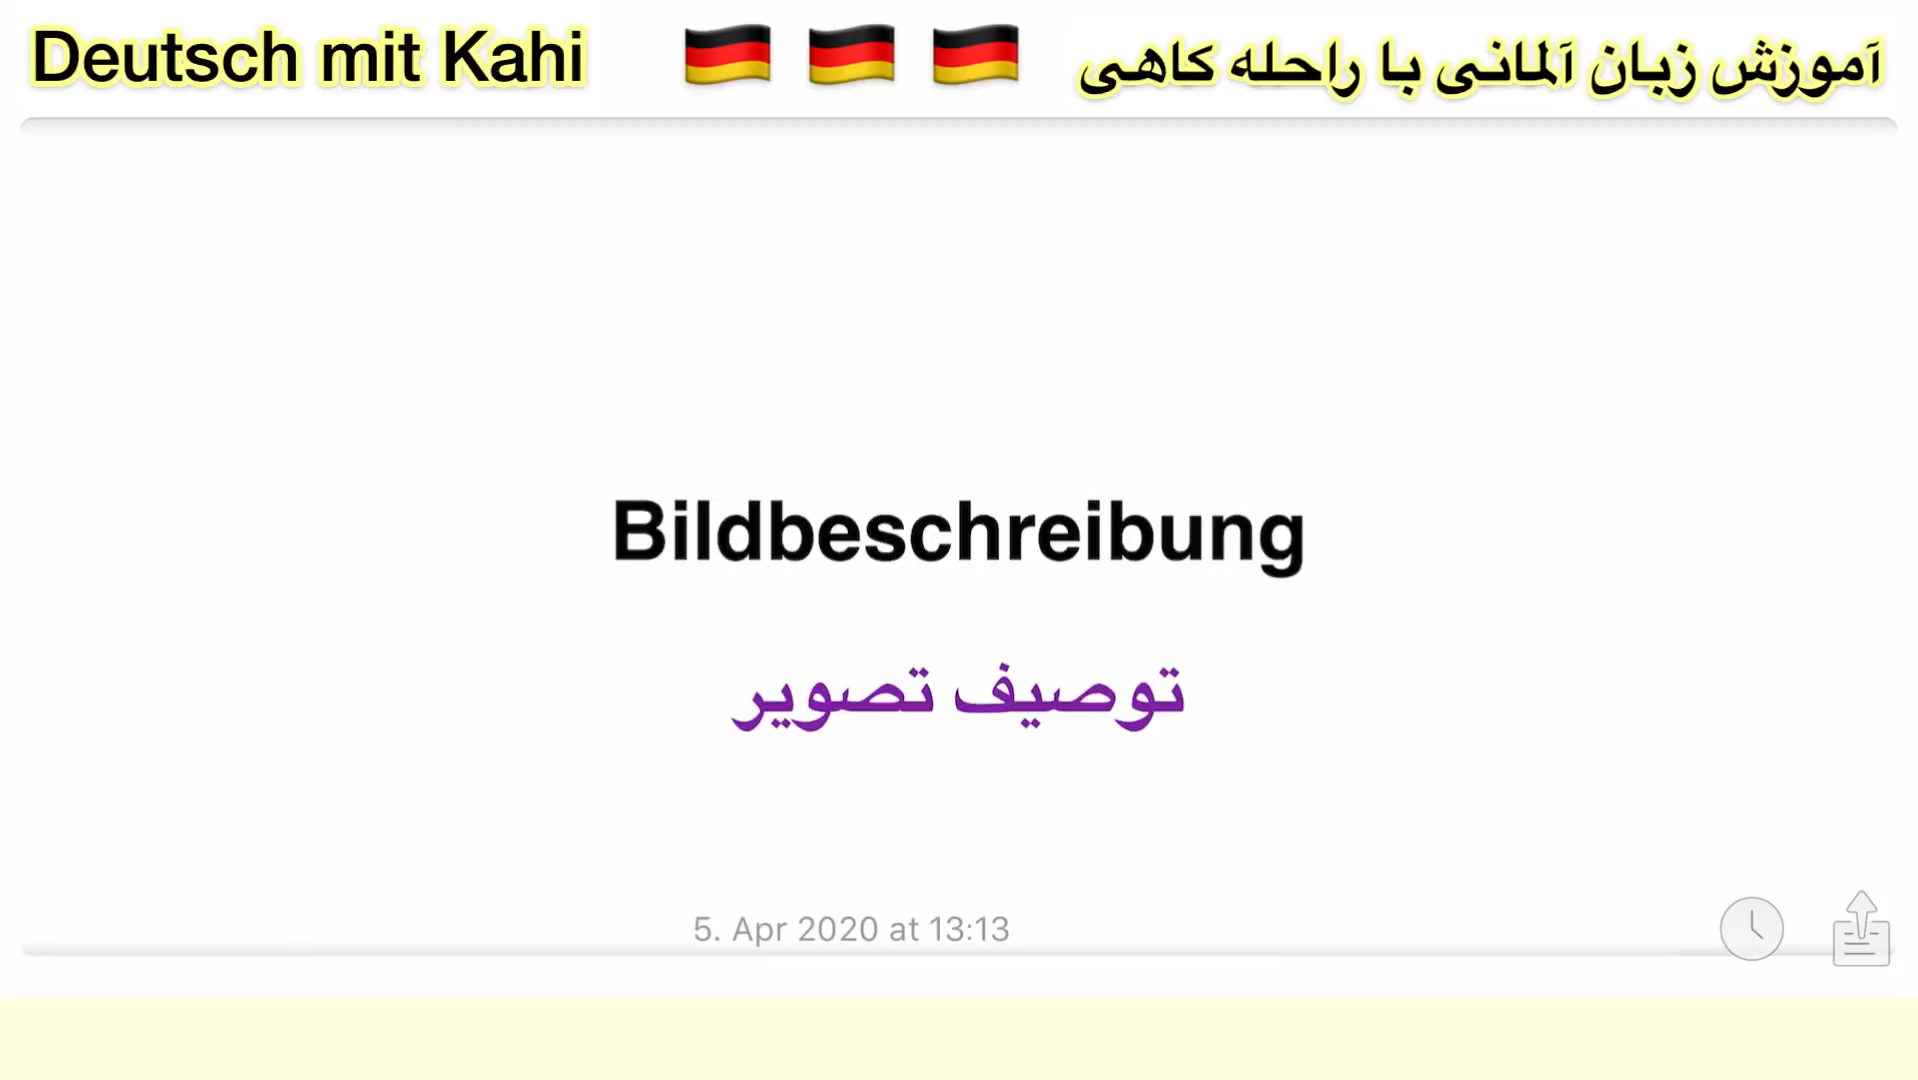 Deutsch mit Kahi 🇩🇪 🇩🇪 🇩🇪 آموزش زبان آلمانی با راحله کاهی
Bildbeschreibung
توصیف تصویر
5. Apr 2020 at 13:13